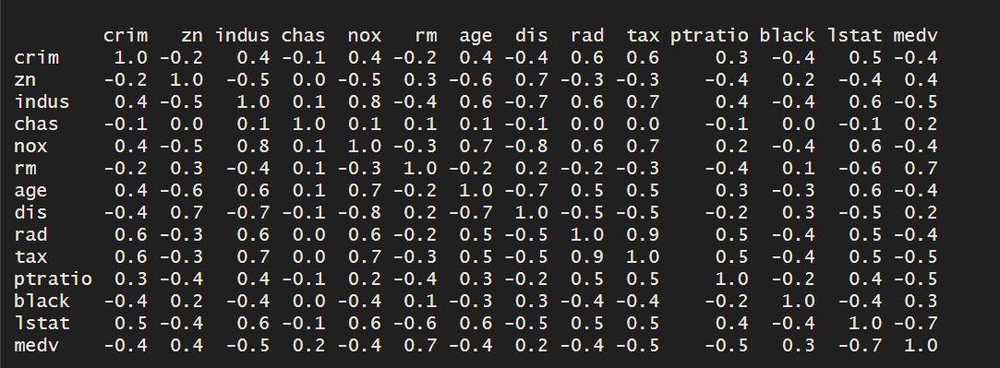 crim zn indus chas nox rm age dis rad tax ptratio black lstat medv
crim 1.0 -0.2 0.4 -0.1 0.4 -0.2 0.4 -0.4 0.6 0.6 0.3 -0.4 0.5 -0.4
zn -0.2 1.0 -0.5 0.0 -0.5 0.3 -0.6 0.7 -0.3 -0.3 -0.4 0.2 -0.4 0.4
indus 0.4 -0.5 1.0 0.1 0.8 -0.4 0.6 -0.7 0.6 0.7 0.4 -0.4 0.6 -0.5
chas -0.1 0.0 0.1 1.0 0.1 0.1 0.1 -0.1 0.0 0.0 -0.1 0.0 -0.1 0.2
nox 0.4 -0.5 0.8 0.1 1.0 -0.3 0.7 -0.8 0.6 0.7 0.2 -0.4 0.6 -0.4
rm -0.2 0.3 -0.4 0.1 -0.3 1.0 -0.2 0.2 -0.2 -0.3 -0.4 0.1 -0.6 0.7
age 0.4 -0.6 0.6 0.1 0.7 -0.2 1.0 -0.7 0.5 0.5 0.3 -0.3 0.6 -0.4
dis -0.4 0.7 -0.7 -0.1 -0.8 0.2 -0.7 1.0 -0.5 -0.5 -0.2 0.3 -0.5 0.2
rad 0.6 -0.3 0.6 0.0 0.6 -0.2 0.5 -0.5 1.0 0.9 0.5 -0.4 0.5 -0.4
tax 0.6 -0.3 0.7 0.0 0.7 -0.3 0.5 -0.5 0.9 1.0 0.5 -0.4 0.5 -0.5
ptratio 0.3 -0.4 0.4 -0.1 0.2 -0.4 0.3 -0.2 0.5 0.5 1.0 -0.2 0.4 -0.5
black -0.4 0.2 -0.4 0.0 -0.4 0.1 -0.3 0.3 -0.4 -0.4 -0.2 1.0 -0.4 0.3
lstat 0.5 -0.4 0.6 -0.1 0.6 -0.6 0.6 -0.5 0.5 0.5 0.4 -0.4 1.0 -0.7
medv -0.4 0.4 -0.5 0.2 -0.4 0.7 -0.4 0.2 -0.4 -0.5 -0.5 0.3 -0.7 1.0